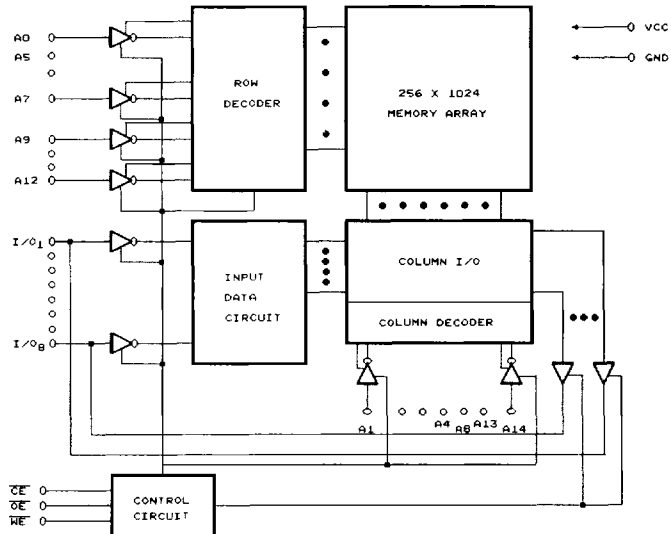 A0
A5
A7
A9
A12
I/O1
I/O8
ROW
DECODER
256 X 1024
MEMORY ARRAY
VCC
GND
INPUT
DATA
CIRCUIT
COLUMN I/O
COLUMN DECODER
A1
A4
A8
A13
A14
CE
OE
WE
CONTROL
CIRCUIT